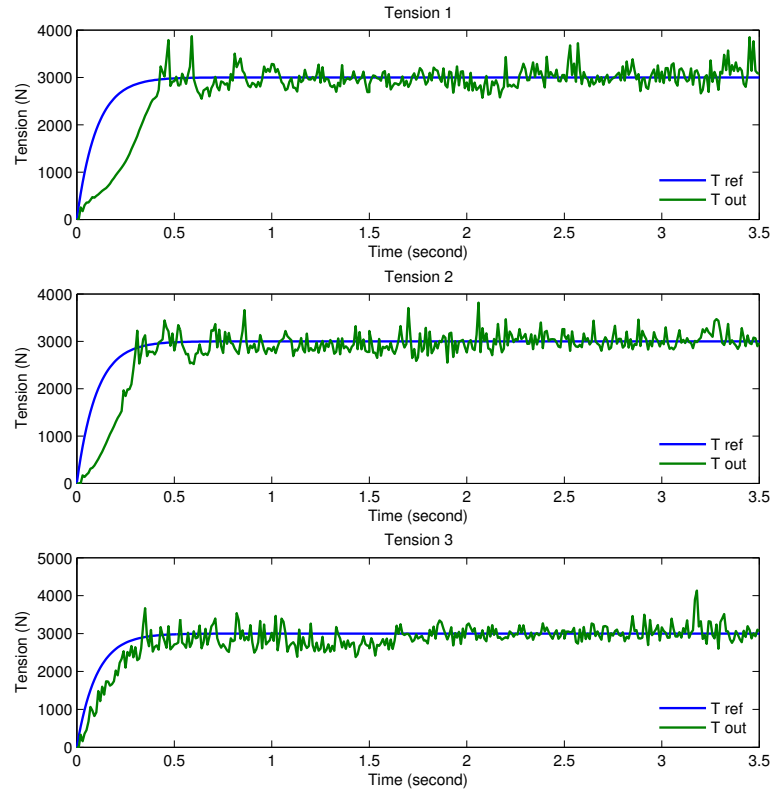 Tension 1
4000
3000
2000
1000
0
Tension (N)
T ref
T out
0 0.5 1 1.5 2 2.5 3 3.5
Time (second)
Tension 2
4000
3000
2000
1000
0
Tension (N)
T ref
T out
0 0.5 1 1.5 2 2.5 3 3.5
Time (second)
Tension 3
5000
4000
3000
2000
1000
0
Tension (N)
T ref
T out
0 0.5 1 1.5 2 2.5 3 3.5
Time (second)